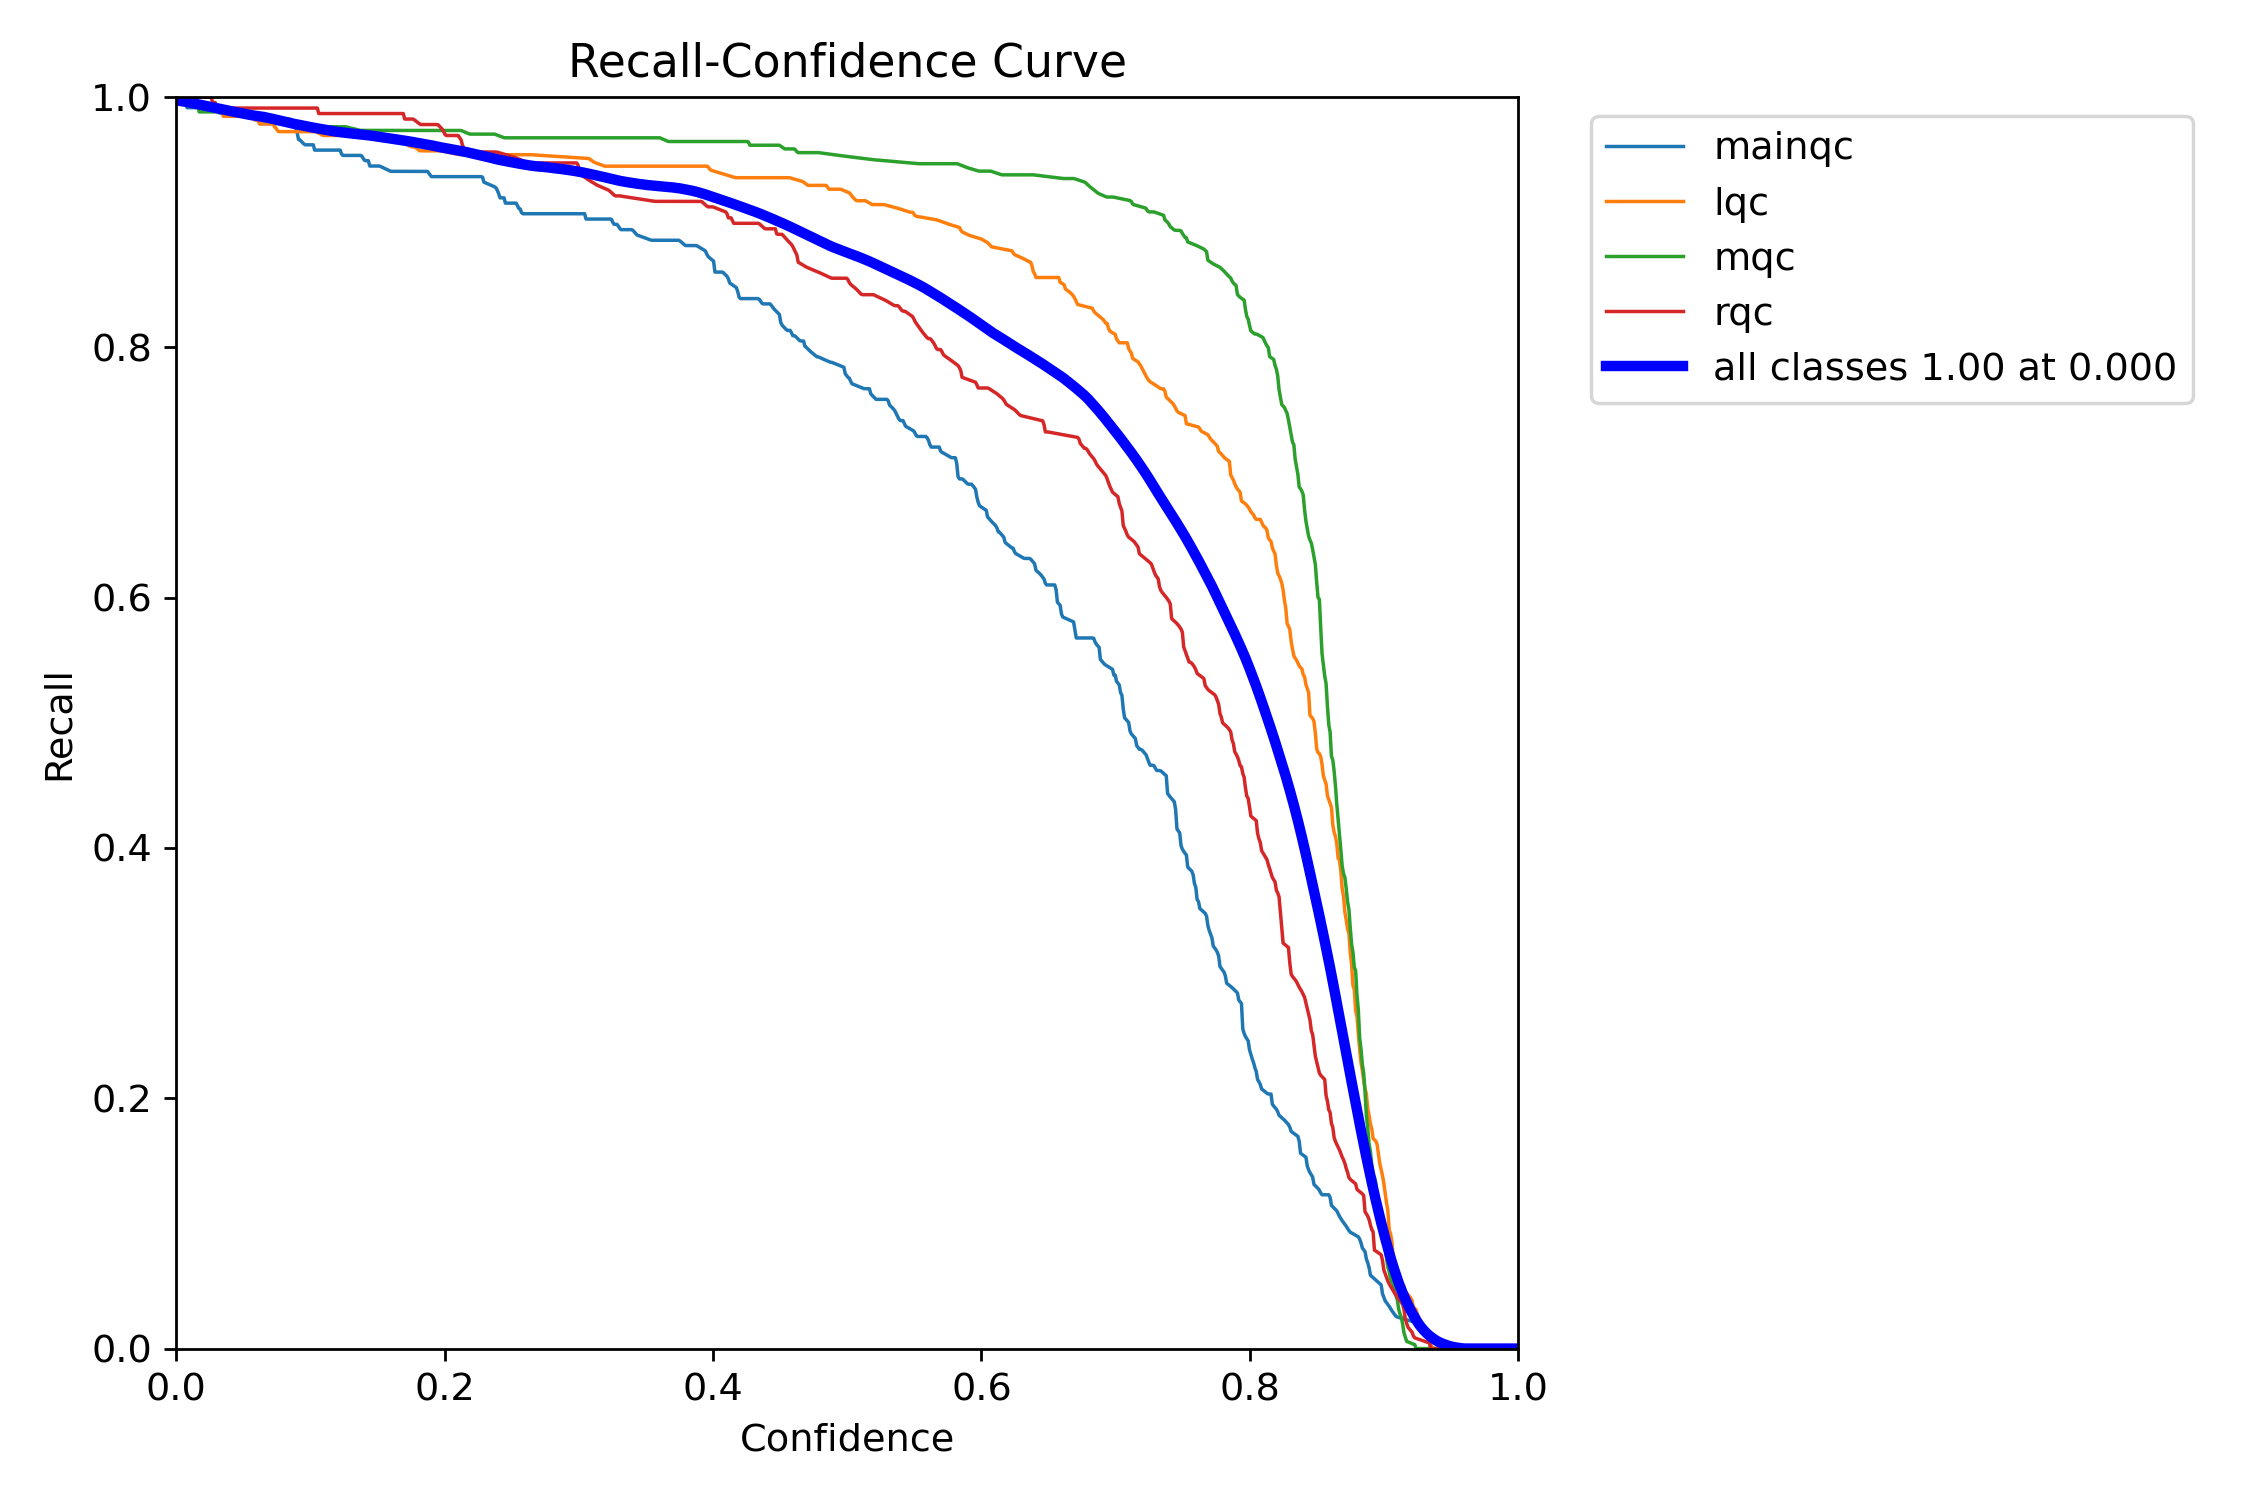 Recall-Confidence Curve
1.0
0.8
0.6
0.4
0.2
0.0
Recall
0.0 0.2 0.4 0.6 0.8 1.0
Confidence
mainqc
lqc
mqc
rqc
all classes 1.00 at 0.000